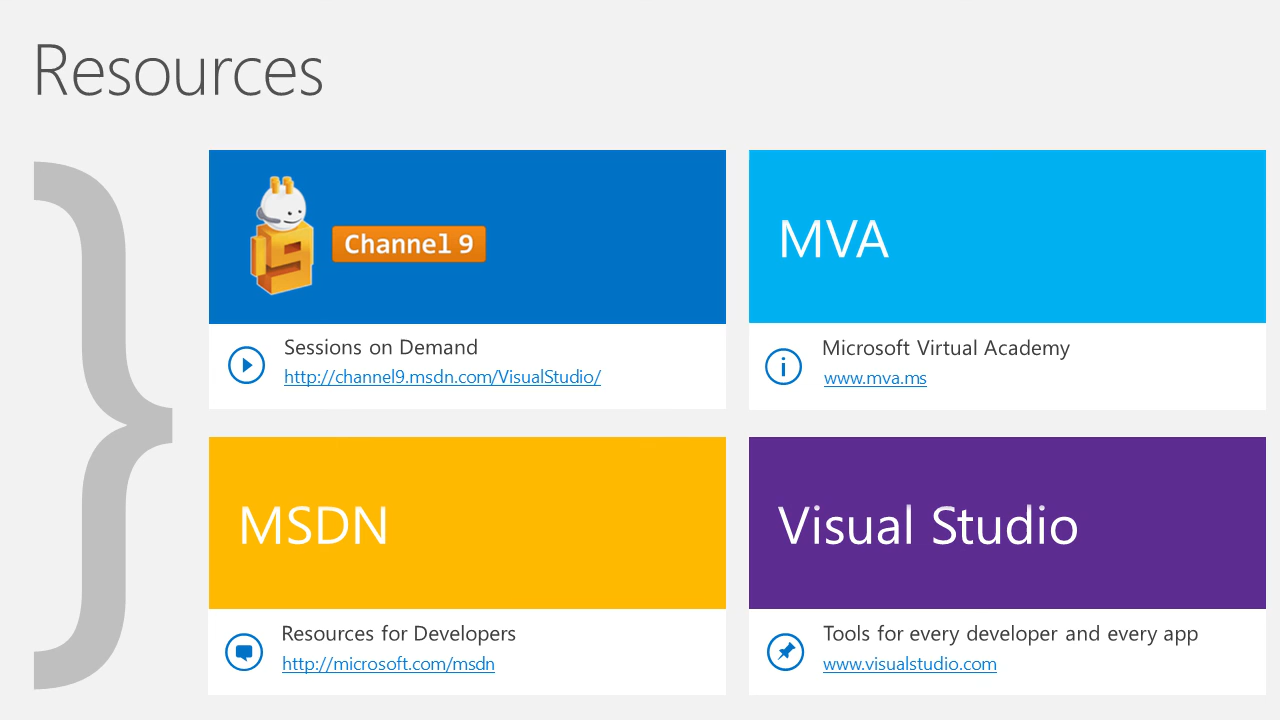 Resources
}
9
Channel 9
Sessions on Demand
http://channel9.msdn.com/VisualStudio/
MVA
Microsoft Virtual Academy
www.mva.ms
MSDN
Resources for Developers
http://microsoft.com/msdn
Visual Studio
Tools for every developer and every app
www.visualstudio.com